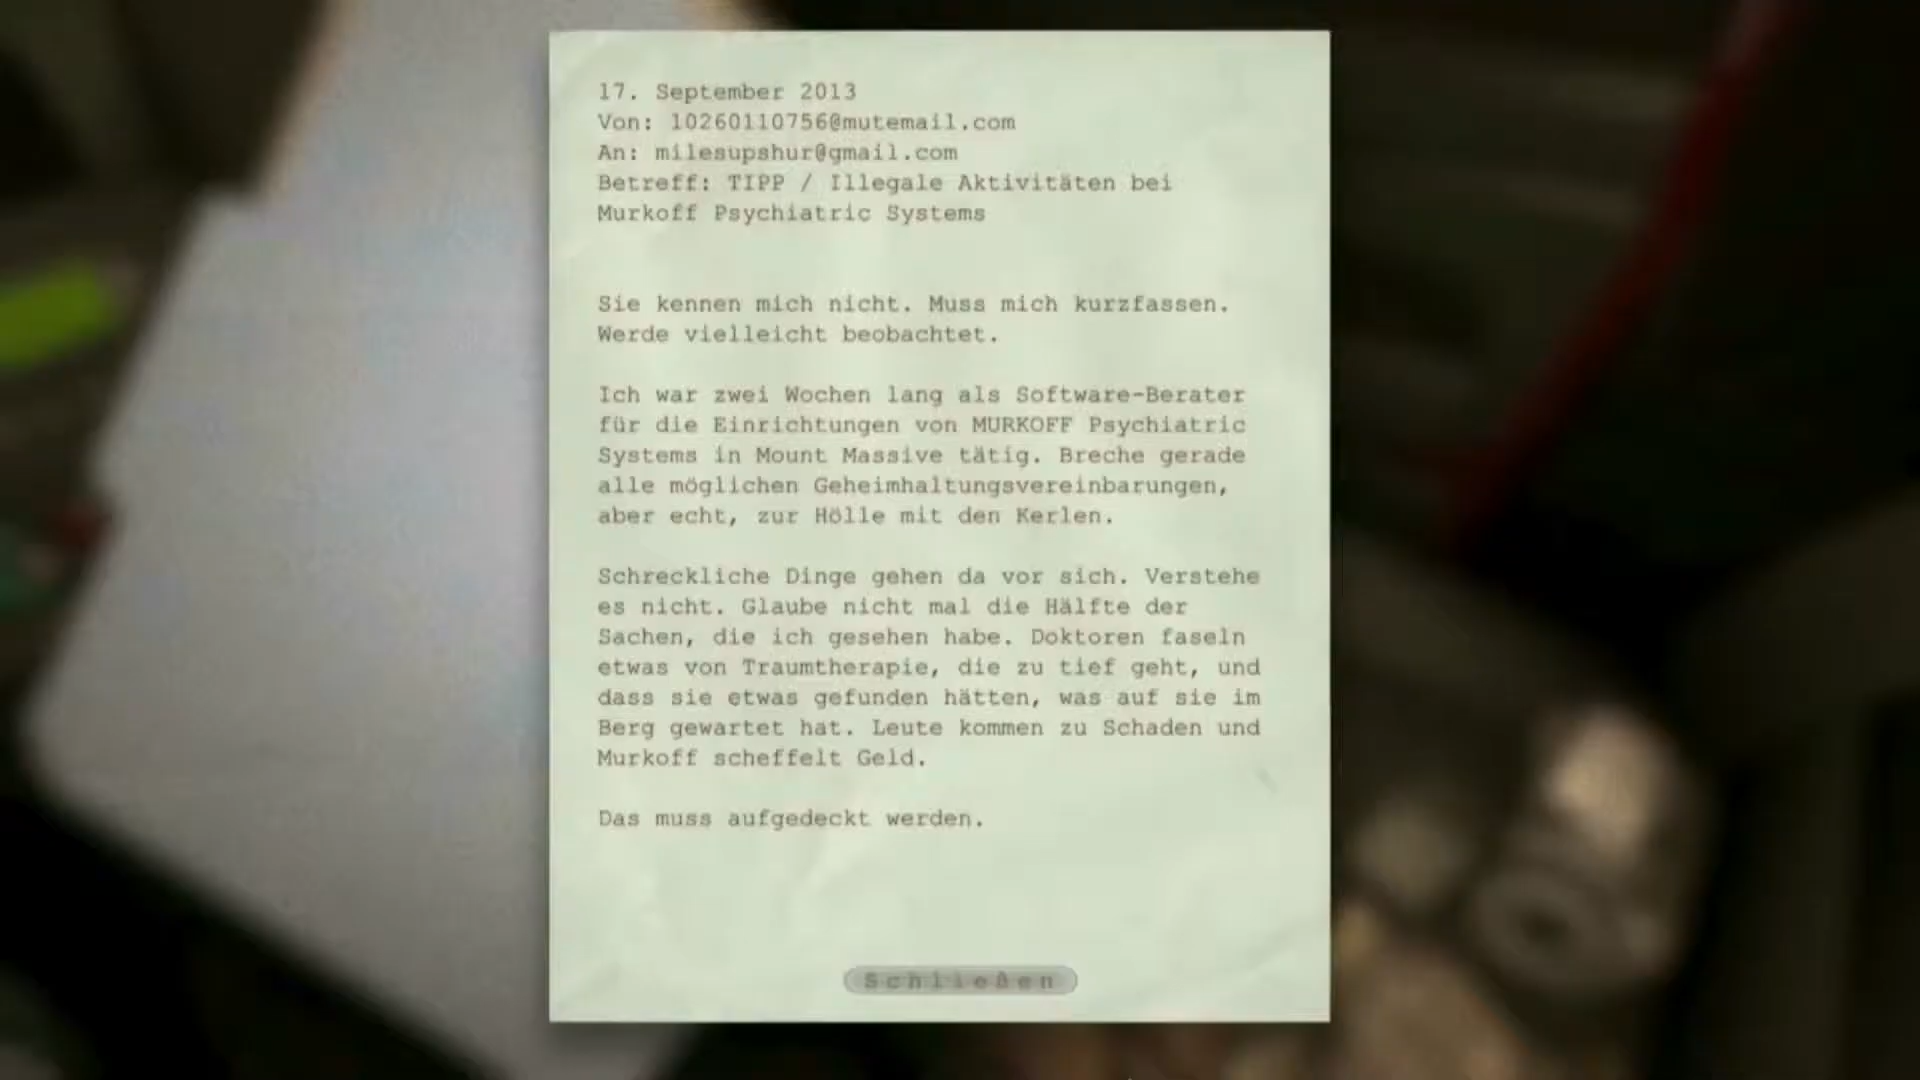 17. September 2013
Von: 10260110756@mutemail.com
An: milesupshur@gmail.com
Betreff: TIPP / Illegale Aktivitäten bei
Murkoff Psychiatric Systems
Sie kennen mich nicht. Muss mich kurzfassen.
Werde vielleicht beobachtet.
Ich war zwei Wochen lang als Software-Berater
für die Einrichtungen von MURKOFF Psychiatric
Systems in Mount Massive tätig. Breche gerade
alle möglichen Geheimhaltungsvereinbarungen,
aber echt, zur Hölle mit den Kerlen.
Schreckliche Dinge gehen da vor sich. Verstehe
es nicht. Glaube nicht mal die Hälfte der
Sachen, die ich gesehen habe. Doktoren faseln
etwas von Traumtherapie, die zu tief geht, und
dass sie etwas gefunden hätten, was auf sie im
Berg gewartet hat. Leute kommen zu Schaden und
Murkoff scheffelt Geld.
Das muss aufgedeckt werden.
Schließen